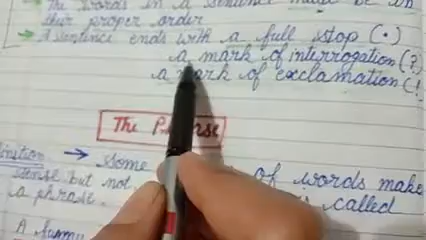 The words in a sentence must be in
their proper order
→ A sentence ends with a full stop (.)
a mark of interrogation (?)
a mark of exclamation (!
The
→ Some of words make
sense but not called
a phrase.
A funny